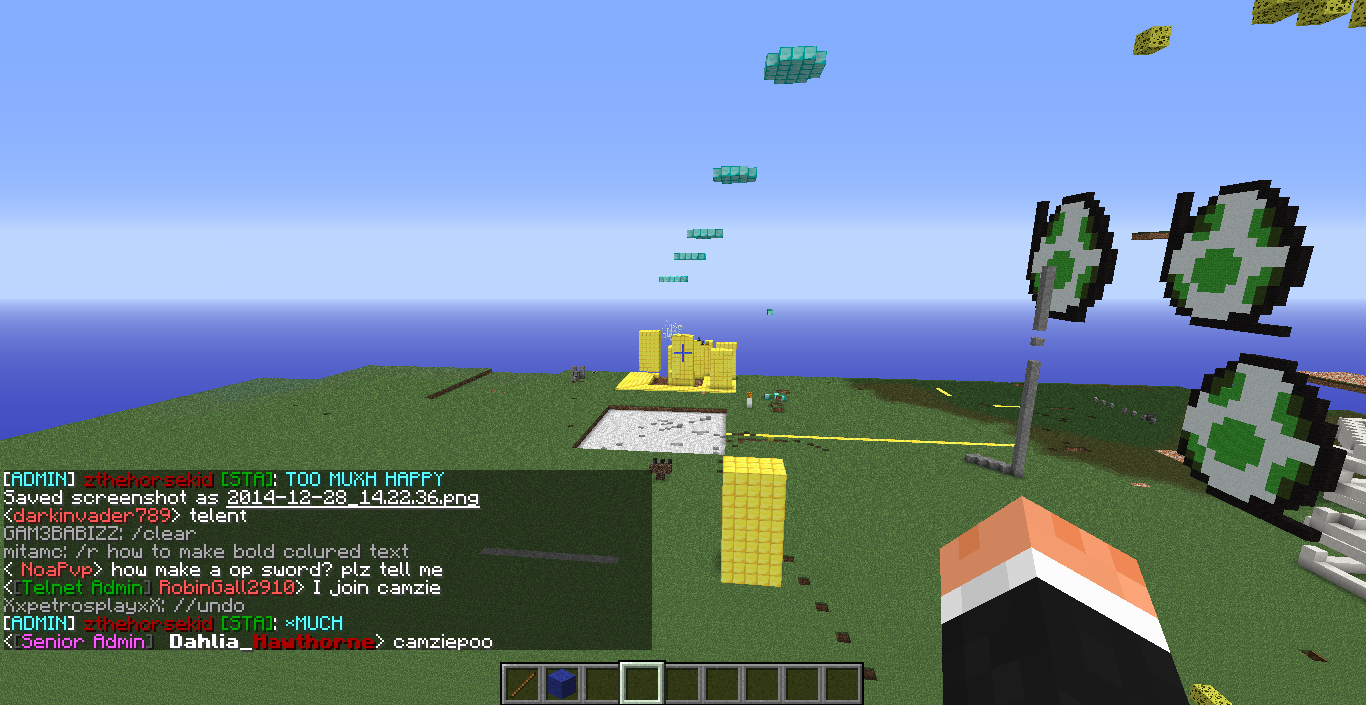 [ADMIN] zthehorsekid [STA]: TOO MUXH HAPPY
Saved screenshot as 2014-12-28_14.22.36.png
<darkinvader789> telent
GAM3BABIZZ: /clear
mitamc: /r how to make bold colured text
< NoaPvp> how make a op sword? plz tell me
<[Telnet Admin] RobinGall2910> I join camzie
XxpetrosplayxX: //undo
[ADMIN] zthehorsekid [STA]: *MUCH
<[Senior Admin] Dahlia_Hawthorne> camziepoo